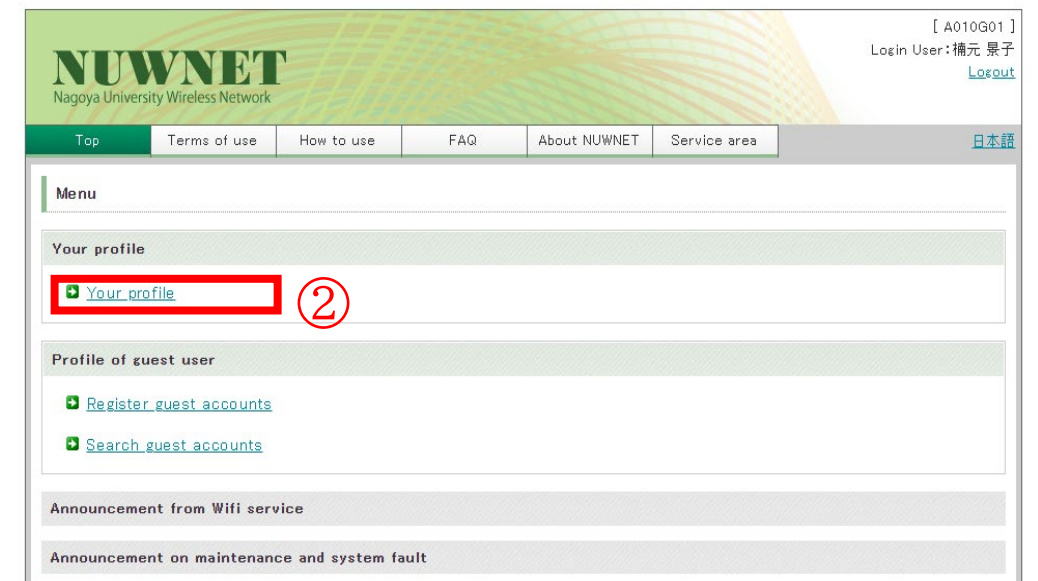 [ A010G01 ]
NUWNET
Login User：楠元 景子
Nagoya University Wireless Network
Logout
Top Terms of use How to use FAQ About NUWNET Service area 日本語
Menu
Your profile
Your profile
②
Profile of guest user
Register guest accounts
Search guest accounts
Announcement from Wifi service
Announcement on maintenance and system fault